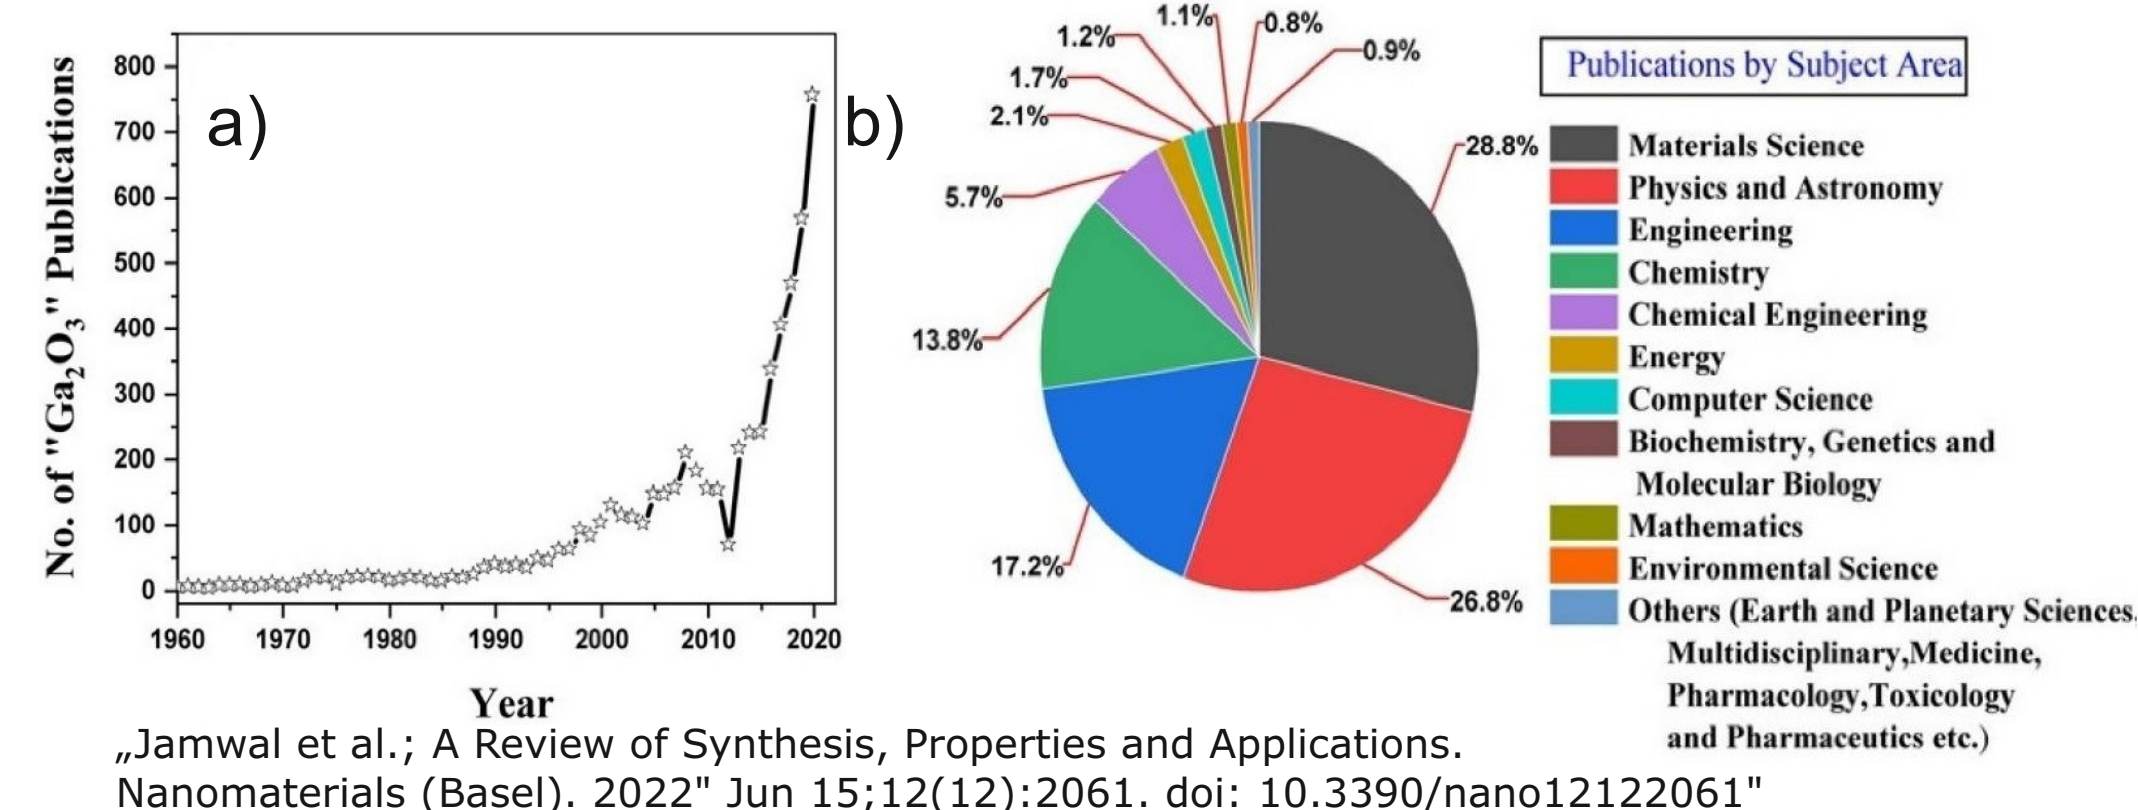 a)
No. of "Ga2O3" Publications
800
700
600
500
400
300
200
100
0
1960 1970 1980 1990 2000 2010 2020
Year
b)
1.1%
0.8%
1.2%
0.9%
1.7%
2.1%
28.8%
5.7%
13.8%
17.2%
26.8%
Publications by Subject Area
Materials Science
Physics and Astronomy
Engineering
Chemistry
Chemical Engineering
Energy
Computer Science
Biochemistry, Genetics and
Molecular Biology
Mathematics
Environmental Science
Others (Earth and Planetary Sciences,
Multidisciplinary,Medicine,
Pharmacology,Toxicology
and Pharmaceutics etc.)
„Jamwal et al.; A Review of Synthesis, Properties and Applications.
Nanomaterials (Basel). 2022" Jun 15;12(12):2061. doi: 10.3390/nano12122061"